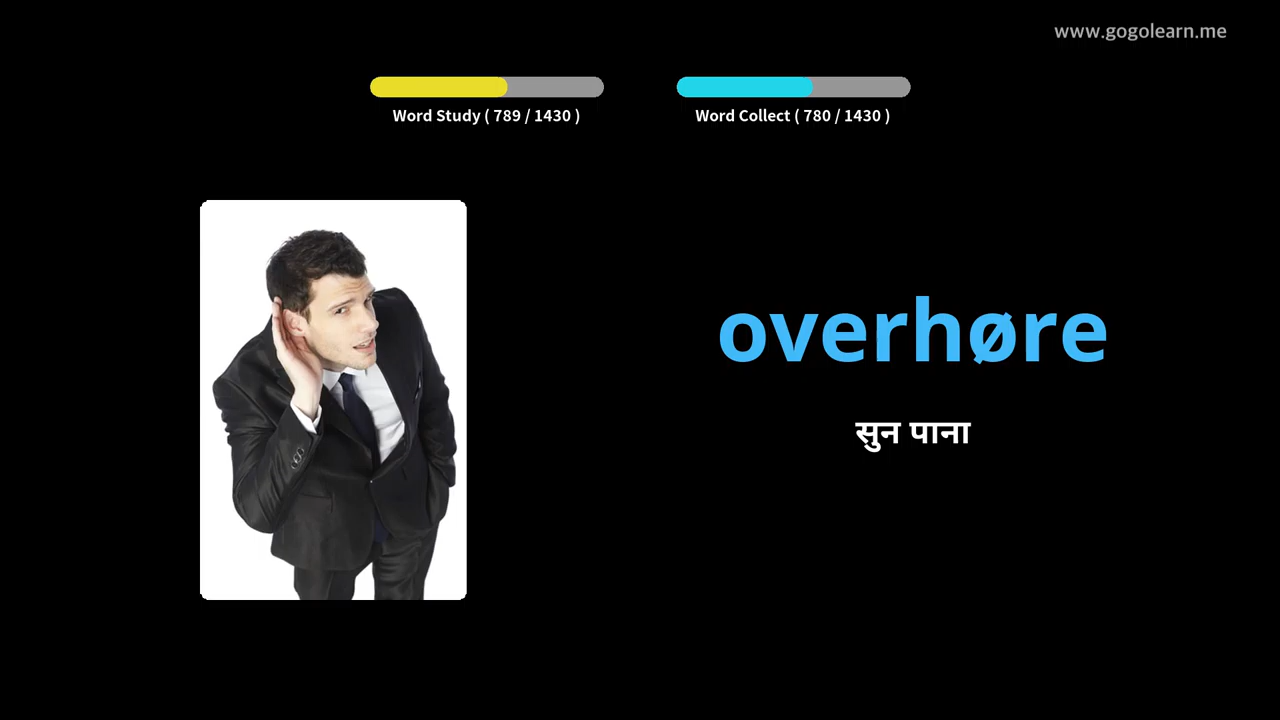 www.gogolearn.me
Word Study ( 789 / 1430 )
Word Collect ( 780 / 1430 )
overhøre
सुन पाना